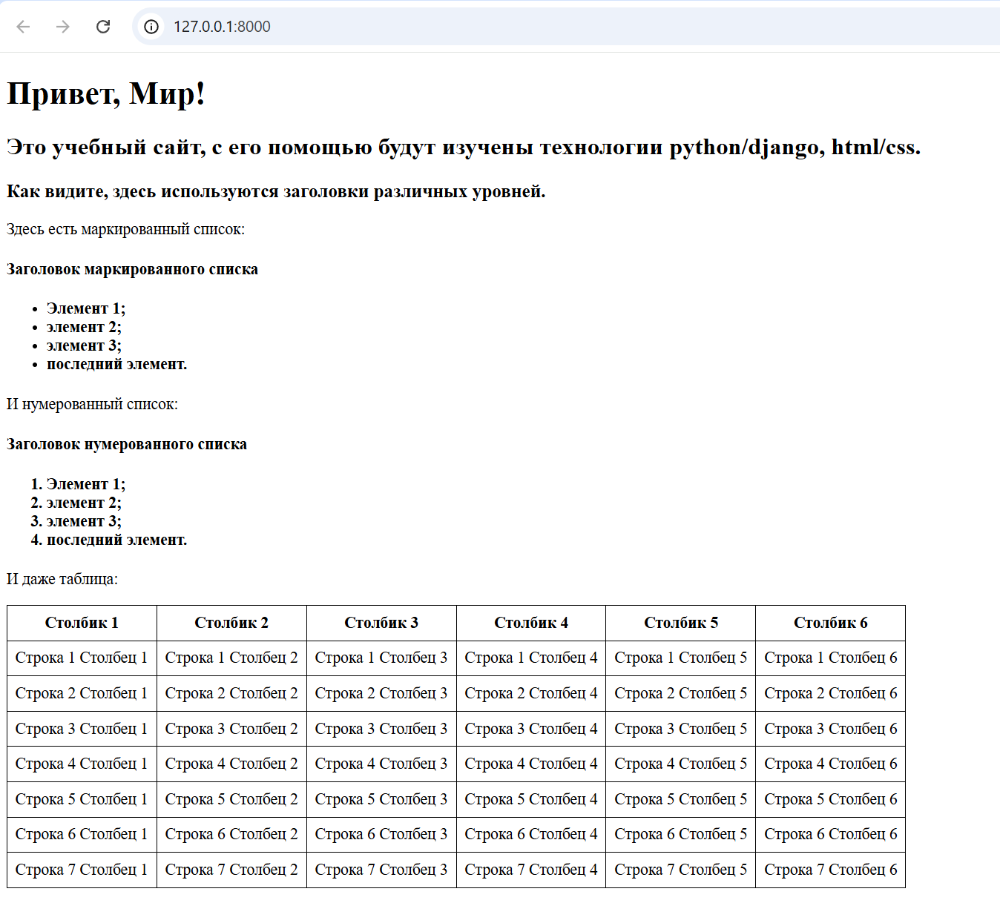 127.0.0.1:8000
Привет, Мир!
Это учебный сайт, с его помощью будут изучены технологии python/django, html/css.
Как видите, здесь используются заголовки различных уровней.
Здесь есть маркированный список:
Заголовок маркированного списка
• Элемент 1;
• элемент 2;
• элемент 3;
• последний элемент.
И нумерованный список:
Заголовок нумерованного списка
1. Элемент 1;
2. элемент 2;
3. элемент 3;
4. последний элемент.
И даже таблица:
Столбик 1 Столбик 2 Столбик 3 Столбик 4 Столбик 5 Столбик 6
Строка 1 Столбец 1 Строка 1 Столбец 2 Строка 1 Столбец 3 Строка 1 Столбец 4 Строка 1 Столбец 5 Строка 1 Столбец 6
Строка 2 Столбец 1 Строка 2 Столбец 2 Строка 2 Столбец 3 Строка 2 Столбец 4 Строка 2 Столбец 5 Строка 2 Столбец 6
Строка 3 Столбец 1 Строка 3 Столбец 2 Строка 3 Столбец 3 Строка 3 Столбец 4 Строка 3 Столбец 5 Строка 3 Столбец 6
Строка 4 Столбец 1 Строка 4 Столбец 2 Строка 4 Столбец 3 Строка 4 Столбец 4 Строка 4 Столбец 5 Строка 4 Столбец 6
Строка 5 Столбец 1 Строка 5 Столбец 2 Строка 5 Столбец 3 Строка 5 Столбец 4 Строка 5 Столбец 5 Строка 5 Столбец 6
Строка 6 Столбец 1 Строка 6 Столбец 2 Строка 6 Столбец 3 Строка 6 Столбец 4 Строка 6 Столбец 5 Строка 6 Столбец 6
Строка 7 Столбец 1 Строка 7 Столбец 2 Строка 7 Столбец 3 Строка 7 Столбец 4 Строка 7 Столбец 5 Строка 7 Столбец 6